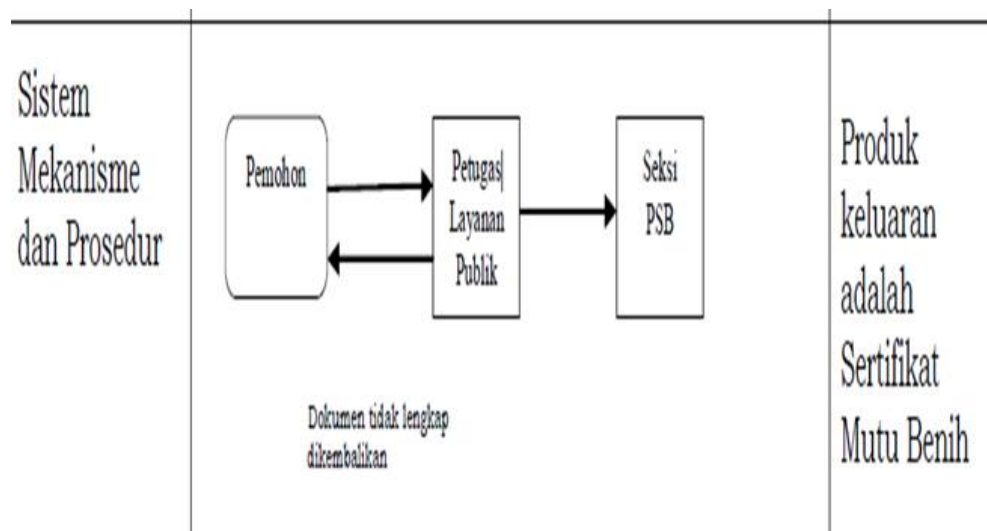 Sistem
Mekanisme
dan Prosedur
Pemohon
Petugas
Layanan
Publik
Seksi
PSB
Dokumen tidak lengkap
dikembalikan
Produk
keluaran
adalah
Sertifikat
Mutu Benih